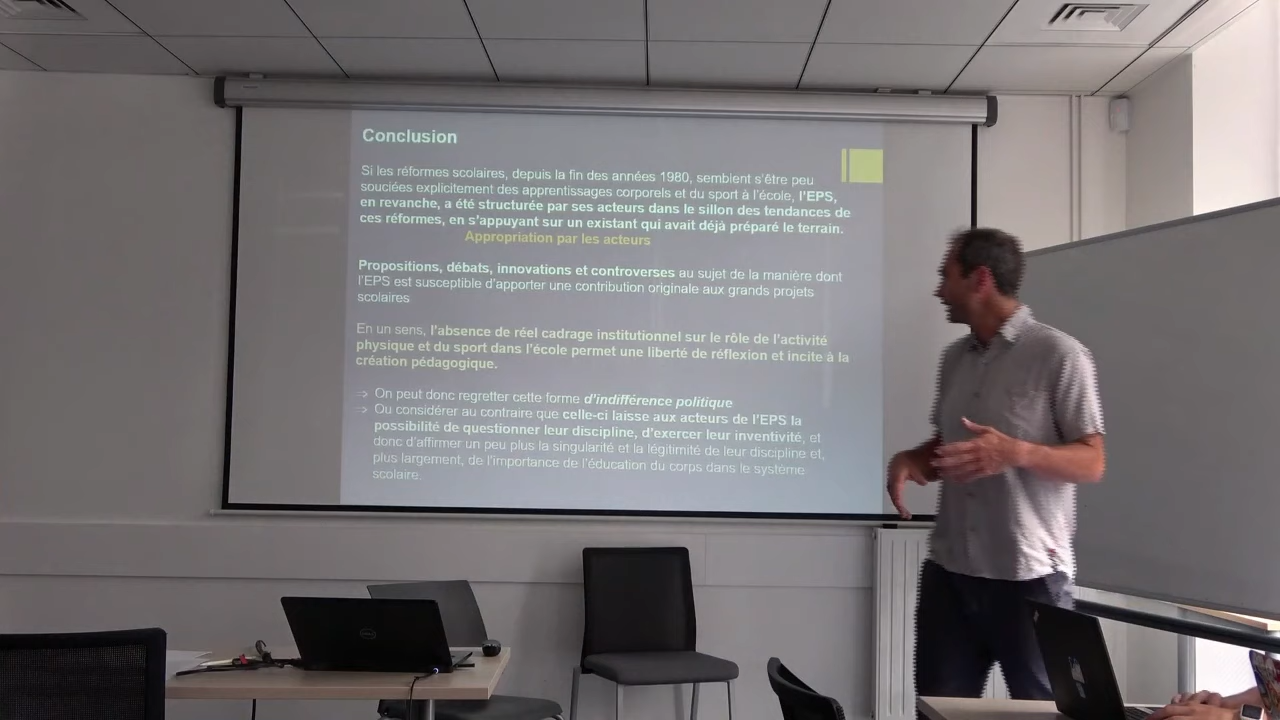 Conclusion
Si les réformes scolaires, depuis la fin des années 1980, semblent s'être peu
souciées explicitement des apprentissages corporels et du sport à l'école, l'EPS,
en revanche, a été structurée par ses acteurs dans le sillon des tendances de
ces réformes, en s'appuyant sur un existant qui avait déjà préparé le terrain.
Appropriation par les acteurs
Propositions, débats, innovations et controverses au sujet de la manière dont
l'EPS est susceptible d'apporter une contribution originale aux grands projets
scolaires
En un sens, l'absence de réel cadrage institutionnel sur le rôle de l'activité
physique et du sport dans l'école permet une liberté de réflexion et incite à la
création pédagogique.
⇒ On peut donc regretter cette forme d'indifférence politique
⇒ Ou considérer au contraire que celle-ci laisse aux acteurs de l'EPS la
possibilité de questionner leur discipline, d'exercer leur inventivité, et
donc d'affirmer un peu plus la singularité et la légitimité de leur discipline et,
plus largement, de l'importance de l'éducation du corps dans le système
scolaire.
DELL